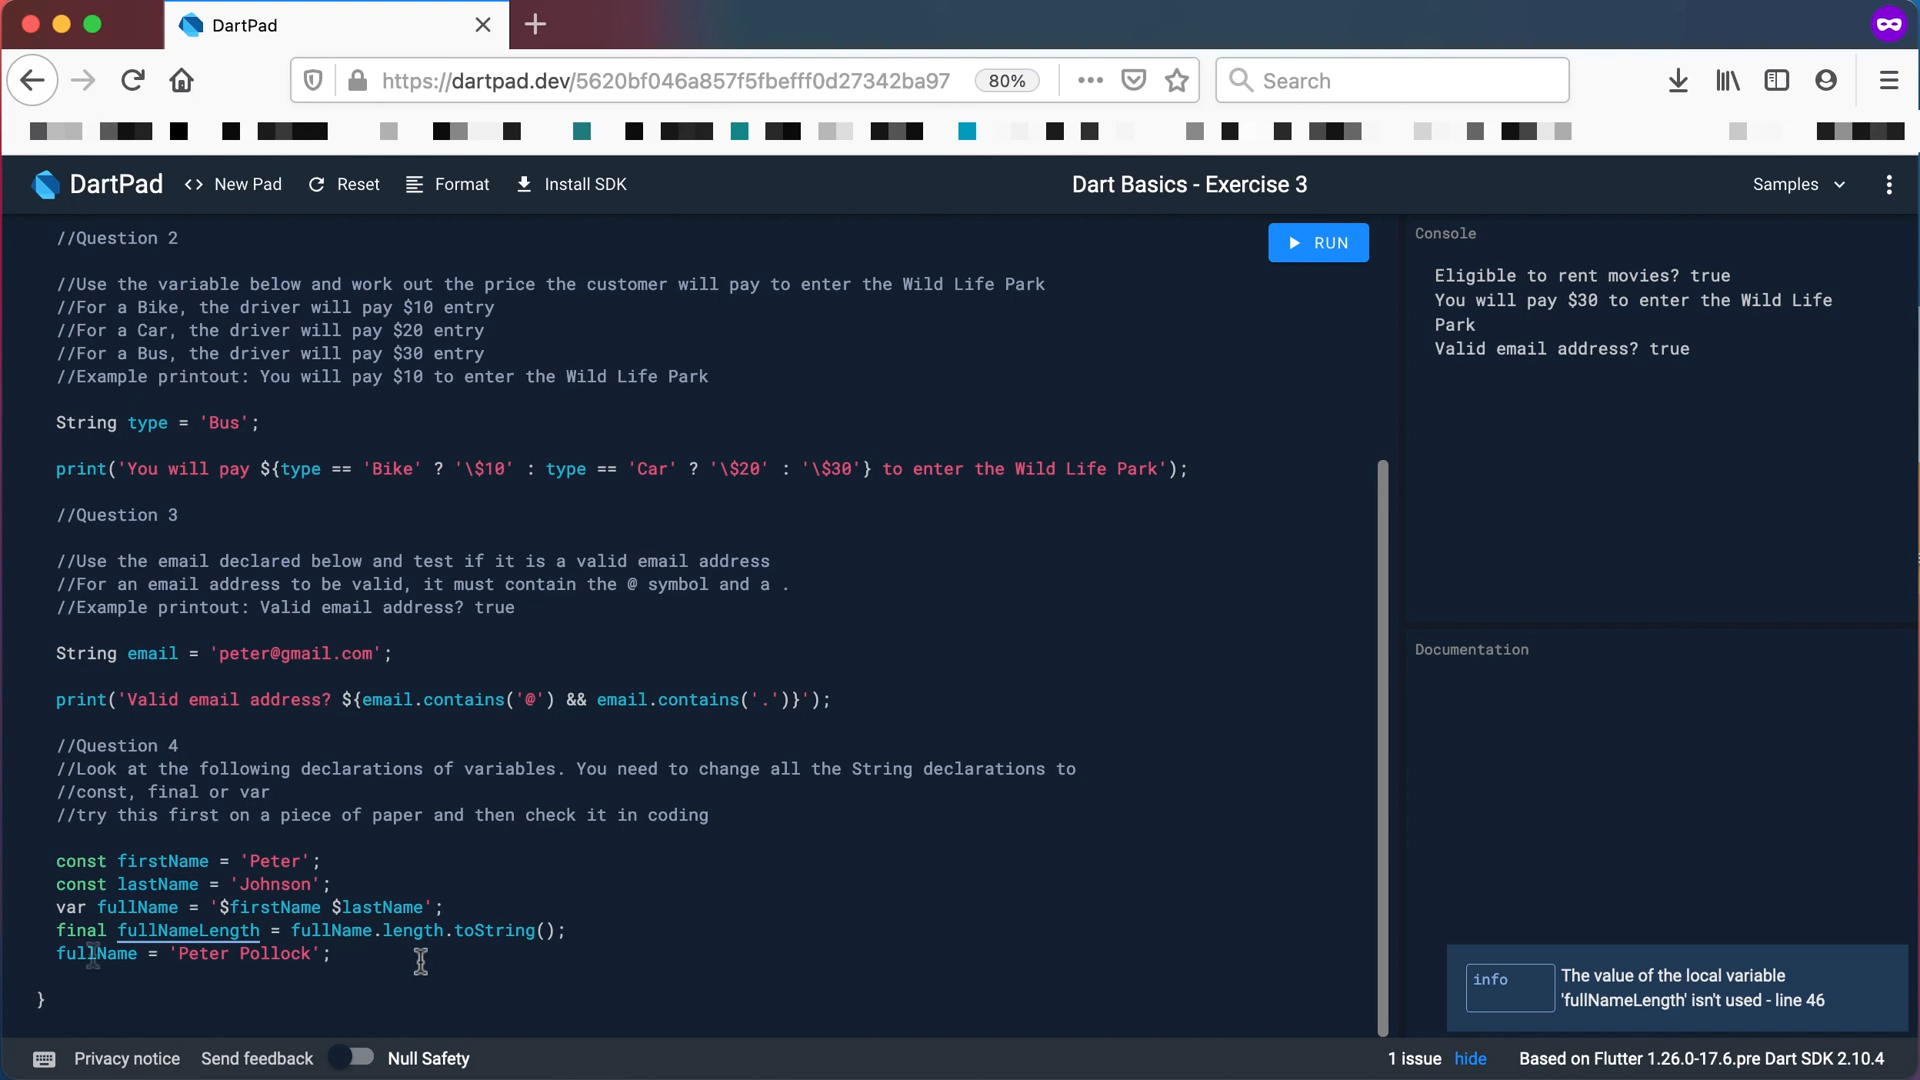 DartPad
https://dartpad.dev/5620bf046a857f5fbefff0d27342ba97
80%
Search
DartPad
<> New Pad
Reset
Format
Install SDK
Dart Basics - Exercise 3
Samples
//Question 2
//Use the variable below and work out the price the customer will pay to enter the Wild Life Park
//For a Bike, the driver will pay $10 entry
//For a Car, the driver will pay $20 entry
//For a Bus, the driver will pay $30 entry
//Example printout: You will pay $10 to enter the Wild Life Park
String type = 'Bus';
print('You will pay ${type == 'Bike' ? '\$10' : type == 'Car' ? '\$20' : '\$30'} to enter the Wild Life Park');
//Question 3
//Use the email declared below and test if it is a valid email address
//For an email address to be valid, it must contain the @ symbol and a .
//Example printout: Valid email address? true
String email = 'peter@gmail.com';
print('Valid email address? ${email.contains('@') && email.contains('.')}');
//Question 4
//Look at the following declarations of variables. You need to change all the String declarations to
//const, final or var
//try this first on a piece of paper and then check it in coding
const firstName = 'Peter';
const lastName = 'Johnson';
var fullName = '$firstName $lastName';
final fullNameLength = fullName.length.toString();
fullName = 'Peter Pollock';
}
RUN
Console
Eligible to rent movies? true
You will pay $30 to enter the Wild Life
Park
Valid email address? true
Documentation
info
The value of the local variable
'fullNameLength' isn't used - line 46
Privacy notice
Send feedback
Null Safety
1 issue
hide
Based on Flutter 1.26.0-17.6.pre Dart SDK 2.10.4